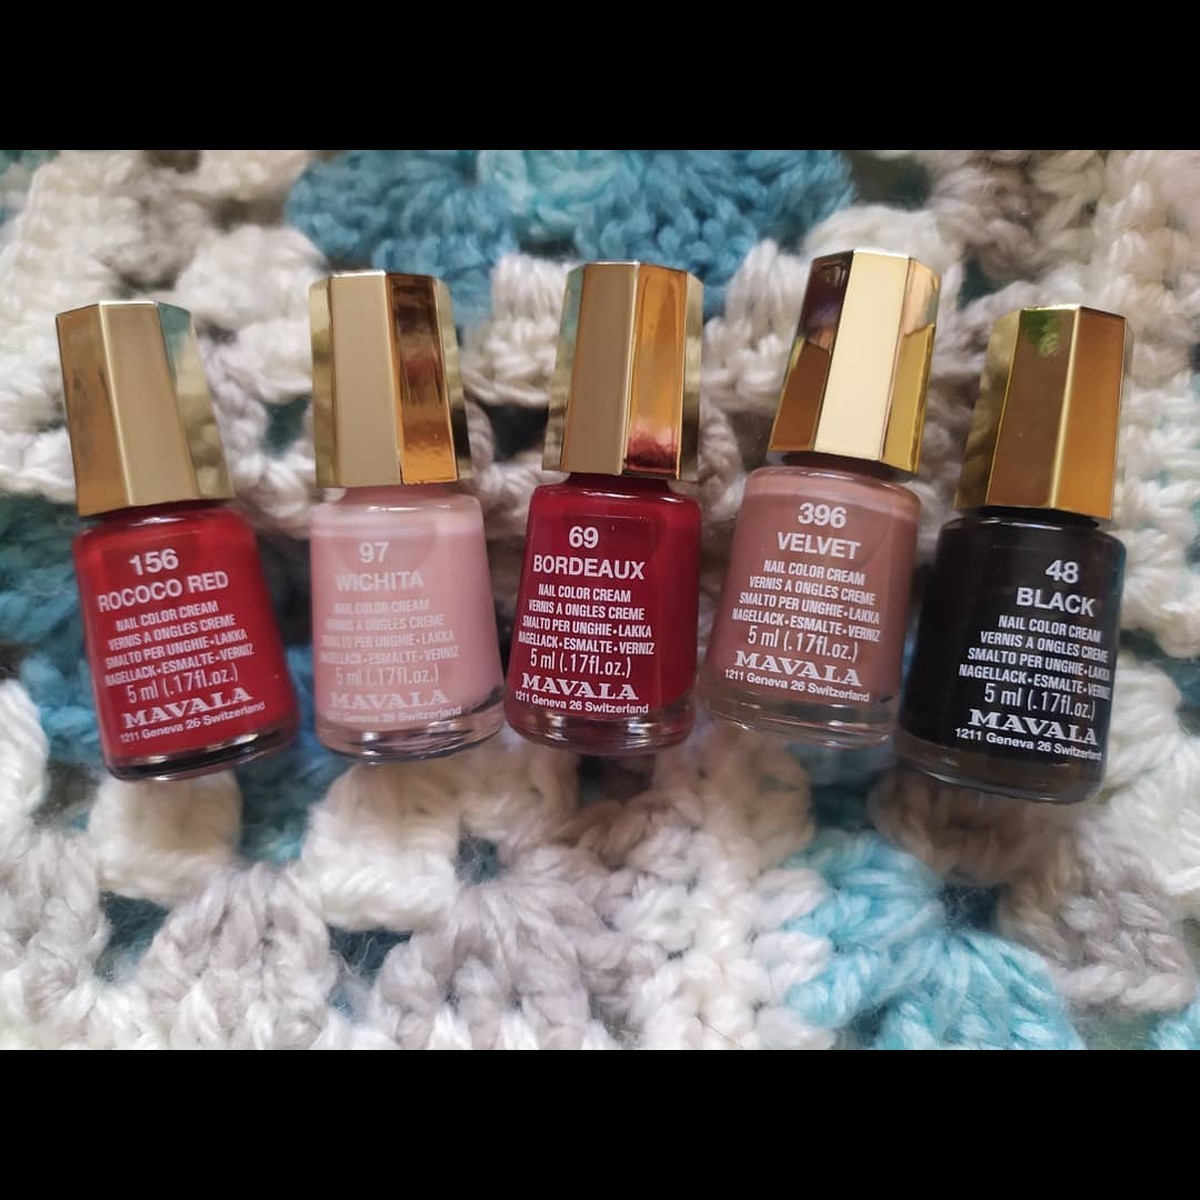 156
ROCOCO RED
NAIL COLOR CREAM
VERNIS A ONGLES CREME
SMALTO PER UNGHIE•LAKKA
NAGELLACK•ESMALTE•VERNIZ
5 ml (.17fl.oz.)
MAVALA
1211 Geneva 26 Switzerland
97
WICHITA
NAIL COLOR CREAM
VERNIS A ONGLES CREME
SMALTO PER UNGHIE•LAKKA
NAGELLACK•ESMALTE•VERNIZ
5 ml (.17fl.oz.)
MAVALA
1211 Geneva 26 Switzerland
69
BORDEAUX
NAIL COLOR CREAM
VERNIS A ONGLES CREME
SMALTO PER UNGHIE•LAKKA
NAGELLACK•ESMALTE•VERNIZ
5 ml (.17fl.oz.)
MAVALA
1211 Geneva 26 Switzerland
396
VELVET
NAIL COLOR CREAM
VERNIS A ONGLES CREME
SMALTO PER UNGHIE•LAKKA
NAGELLACK•ESMALTE•VERNIZ
5 ml (.17fl.oz.)
MAVALA
1211 Geneva 26 Switzerland
48
BLACK
NAIL COLOR CREAM
VERNIS A ONGLES CREME
SMALTO PER UNGHIE•LAKKA
NAGELLACK•ESMALTE•VERNIZ
5 ml (.17fl.oz.)
MAVALA
1211 Geneva 26 Switzerland